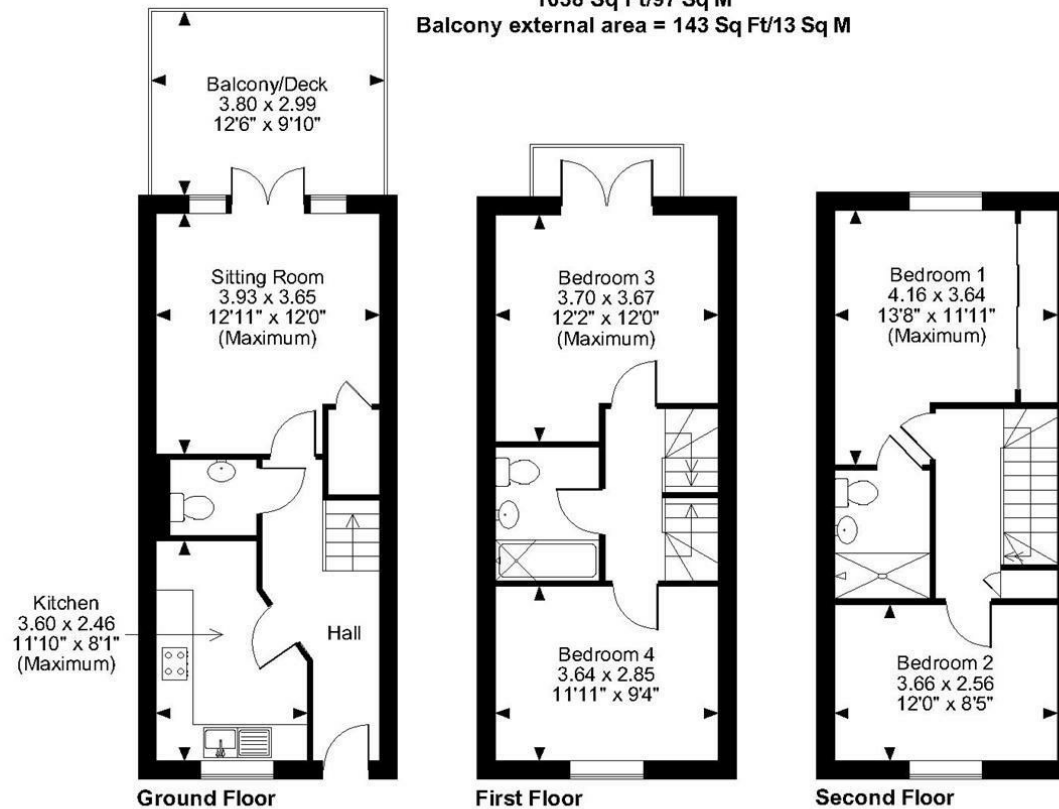 1038 Sq Ft/97 Sq M
Balcony external area = 143 Sq Ft/13 Sq M
Balcony/Deck
3.80 x 2.99
12'6" x 9'10"
Sitting Room
3.93 x 3.65
12'11" x 12'0"
(Maximum)
Kitchen
3.60 x 2.46
11'10" x 8'1"
(Maximum)
Hall
Ground Floor
Bedroom 3
3.70 x 3.67
12'2" x 12'0"
(Maximum)
Bedroom 4
3.64 x 2.85
11'11" x 9'4"
First Floor
Bedroom 1
4.16 x 3.64
13'8" x 11'11"
(Maximum)
Bedroom 2
3.66 x 2.56
12'0" x 8'5"
Second Floor